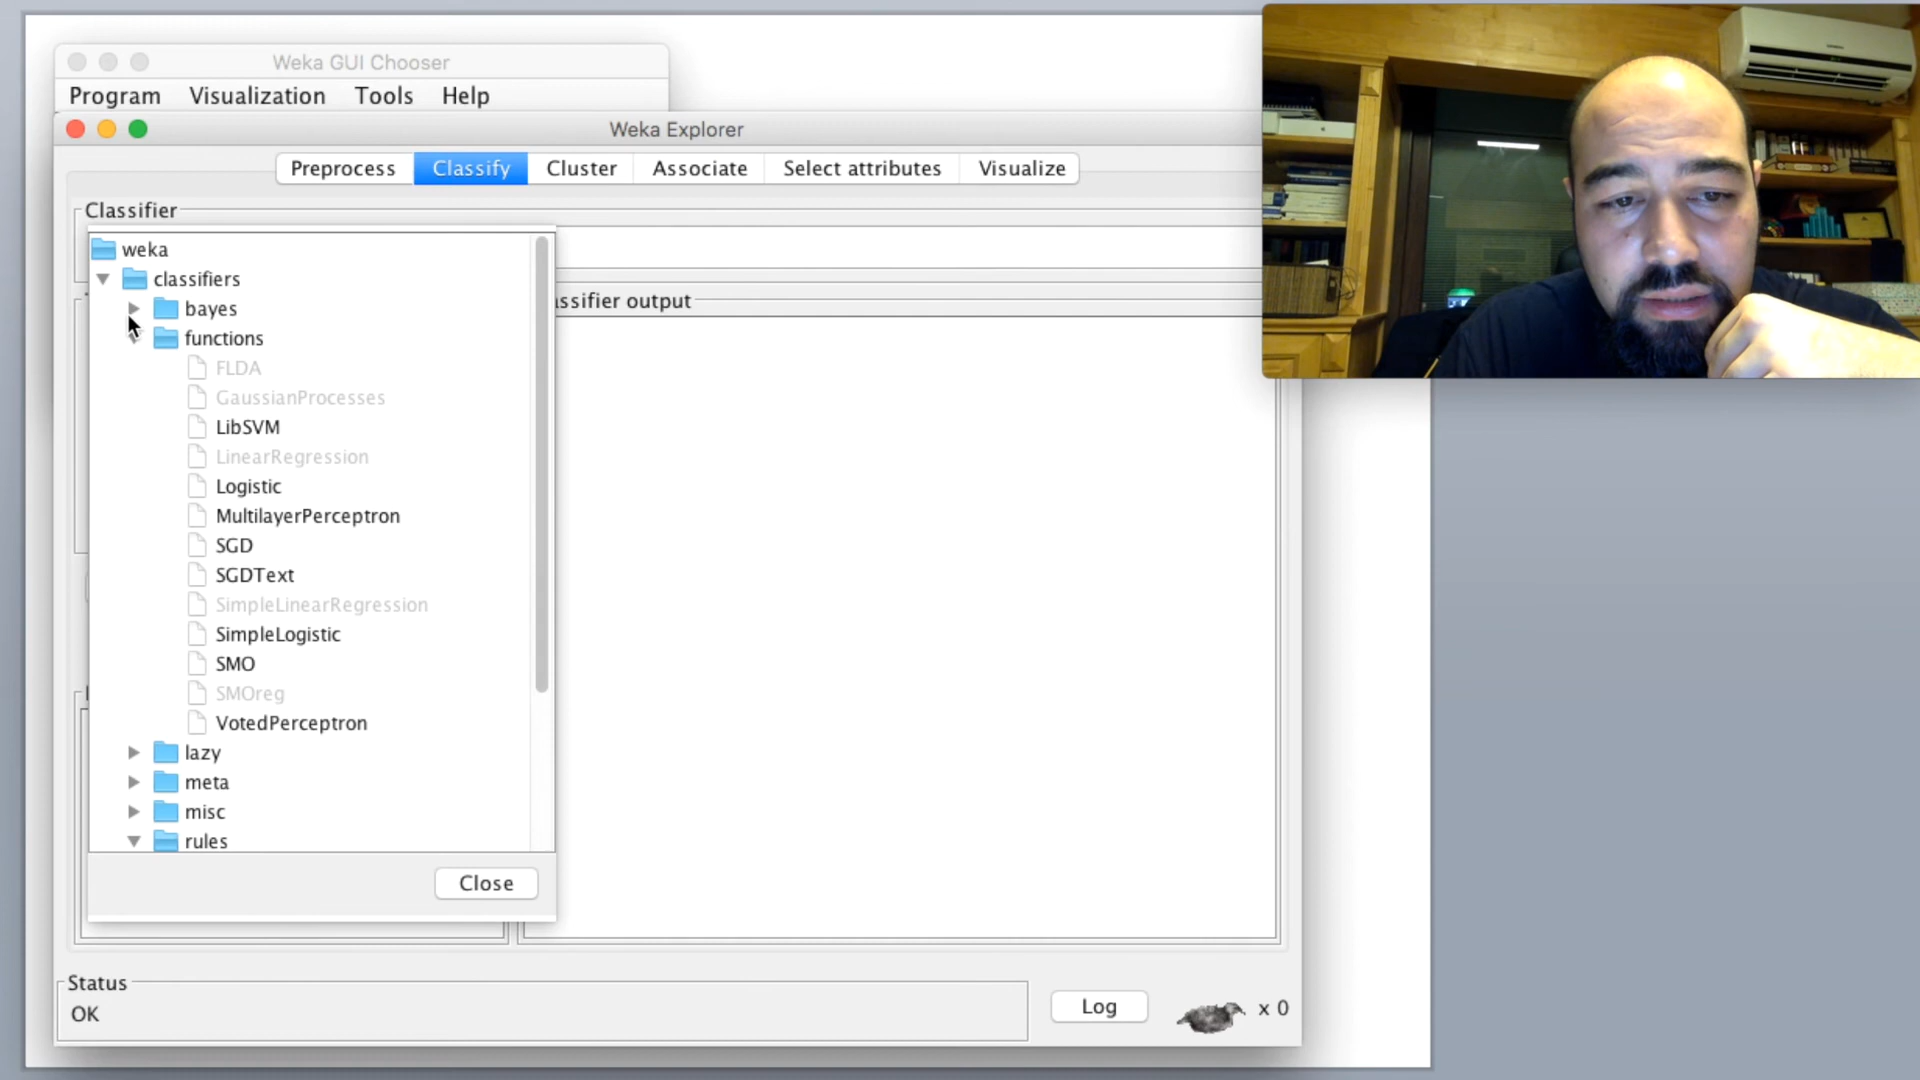 Weka GUI Chooser
Program Visualization Tools Help
Weka Explorer
Preprocess Classify Cluster Associate Select attributes Visualize
Classifier
weka
classifiers
bayes
assifier output
functions
FLDA
GaussianProcesses
LibSVM
LinearRegression
Logistic
MultilayerPerceptron
SGD
SGDText
SimpleLinearRegression
SimpleLogistic
SMO
SMOreg
VotedPerceptron
lazy
meta
misc
rules
Close
Status
OK
Log
x 0